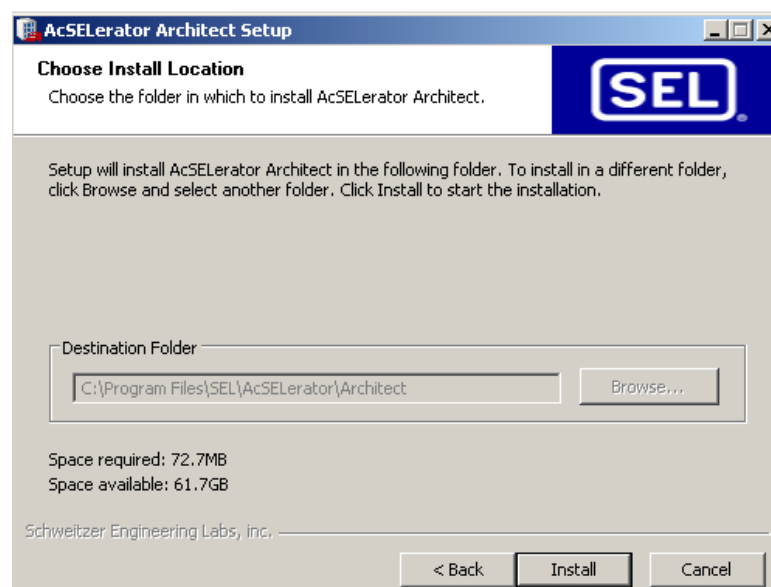 AcSELerator Architect Setup
Choose Install Location
Choose the folder in which to install AcSELerator Architect.
SEL
Setup will install AcSELerator Architect in the following folder. To install in a different folder,
click Browse and select another folder. Click Install to start the installation.
Destination Folder
C:\Program Files\SEL\AcSELerator\Architect
Browse...
Space required: 72.7MB
Space available: 61.7GB
Schweitzer Engineering Labs, inc.
< Back Install Cancel